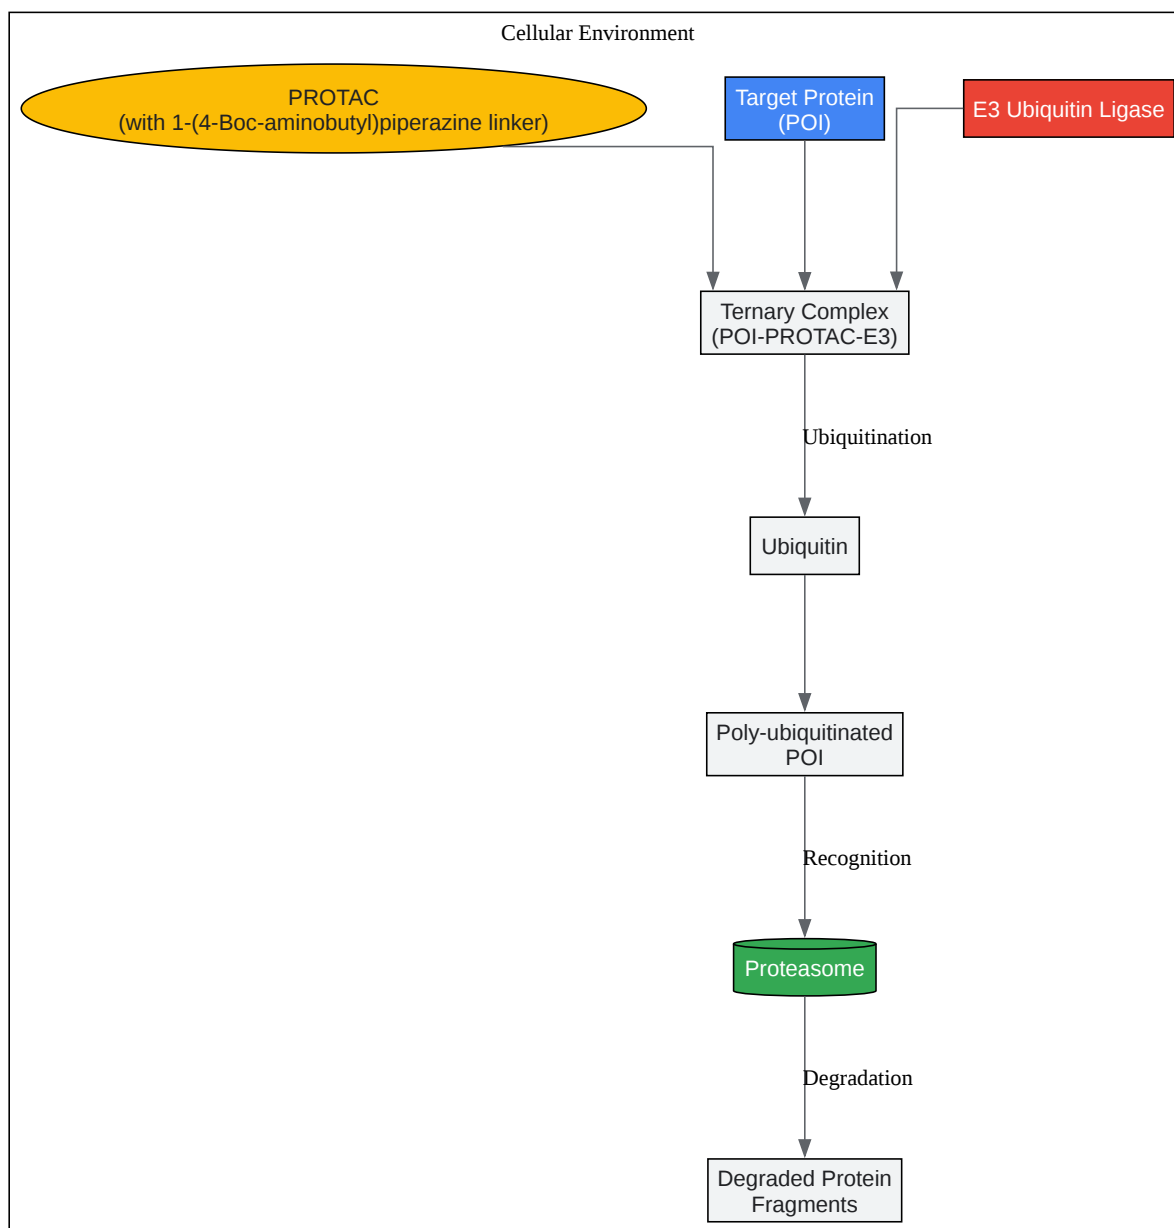 Cellular Environment
PROTAC
(with 1-(4-Boc-aminobutyl)piperazine linker)
Target Protein
(POI)
E3 Ubiquitin Ligase
Ternary Complex
(POI-PROTAC-E3)
Ubiquitination
Ubiquitin
Poly-ubiquitinated
POI
Recognition
Proteasome
Degradation
Degraded Protein
Fragments